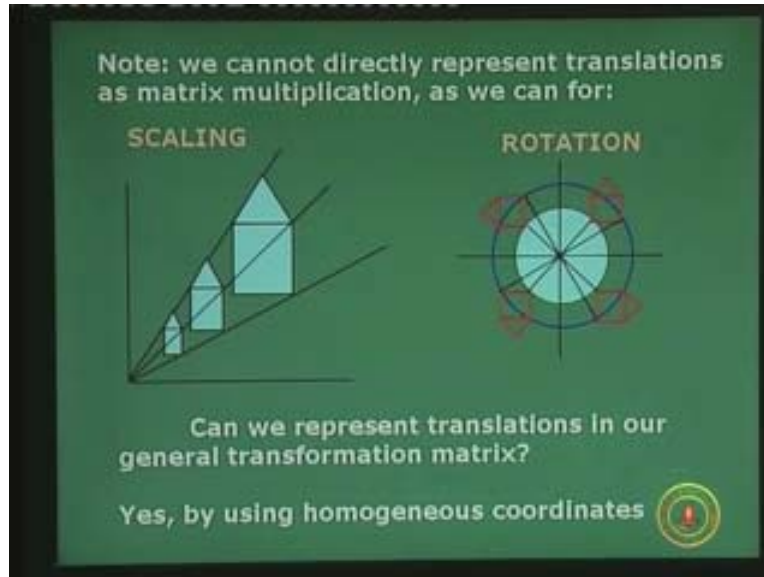 Note: we cannot directly represent translations
as matrix multiplication, as we can for:
SCALING
ROTATION
Can we represent translations in our
general transformation matrix?
Yes, by using homogeneous coordinates